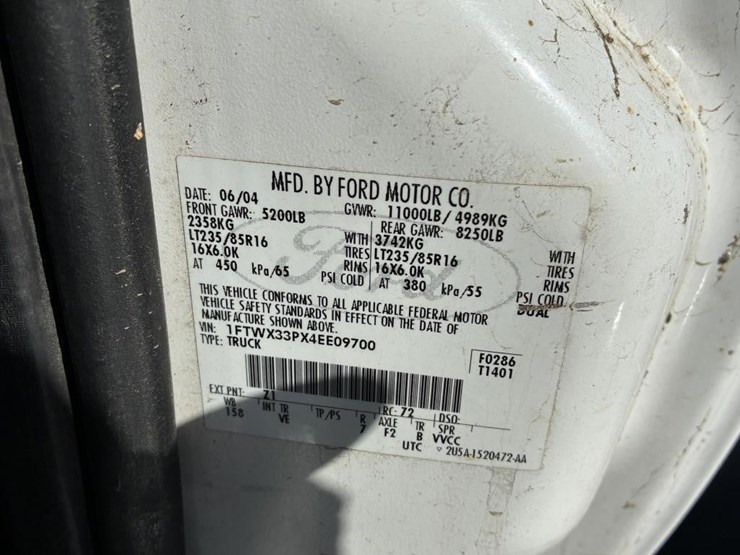 MFD. BY FORD MOTOR CO.
DATE: 06/04 GVWR: 11000LB/ 4989KG
FRONT GAWR: 5200LB REAR GAWR: 8250LB
2358KG WITH 3742KG WITH
LT235/85R16 TIRES LT235/85R16 TIRES
16X6.0K RIMS 16X6.0K RIMS
AT 450 kPa/65 PSI COLD AT 380 kPa/55 PSI COLD
DUAL
THIS VEHICLE CONFORMS TO ALL APPLICABLE FEDERAL MOTOR
VEHICLE SAFETY STANDARDS IN EFFECT ON THE DATE OF
MANUFACTURE SHOWN ABOVE.
VIN: 1FTWX33PX4EE09700
TYPE: TRUCK
F0286
T1401
EXT PNT: Z1 RC: 72 DSO:
WB INT TR TP/PS R AXLE TR SPR
158 VE 7 F2 B VVCC
UTC ▽ 2U5A-1520472-AA
Ford